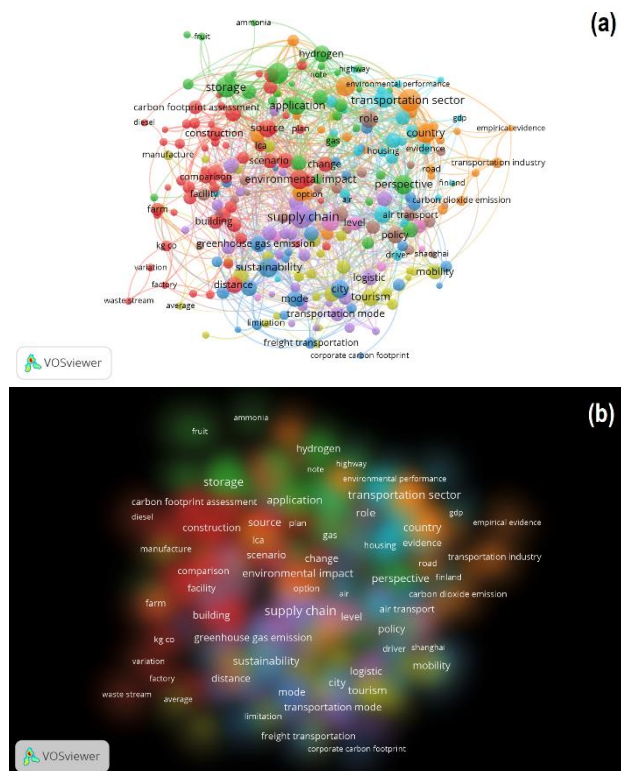 (a)
ammonia
fruit
hydrogen
note
highway
storage
environmental performance
carbon footprint assessment
application
transportation sector
diesel
construction
source
plan
role
gdp
country
empirical evidence
manufacture
lca
gas
housing
evidence
comparison
scenario
change
road
transportation industry
environmental impact
perspective
finland
facility
option
air
carbon dioxide emission
farm
building
supply chain
level
air transport
kg co
greenhouse gas emission
policy
driver
shanghai
variation
sustainability
logistic
mobility
factory
distance
city
waste stream
average
mode
tourism
limitation
transportation mode
freight transportation
corporate carbon footprint
VOSviewer
(b)
ammonia
fruit
hydrogen
note
highway
storage
environmental performance
carbon footprint assessment
application
transportation sector
diesel
construction
source
plan
role
gdp
country
empirical evidence
manufacture
lca
gas
housing
evidence
comparison
scenario
change
road
transportation industry
environmental impact
perspective
finland
facility
option
air
carbon dioxide emission
farm
building
supply chain
level
air transport
kg co
greenhouse gas emission
policy
driver
shanghai
variation
sustainability
logistic
mobility
factory
distance
city
waste stream
average
mode
tourism
limitation
transportation mode
freight transportation
corporate carbon footprint
VOSviewer